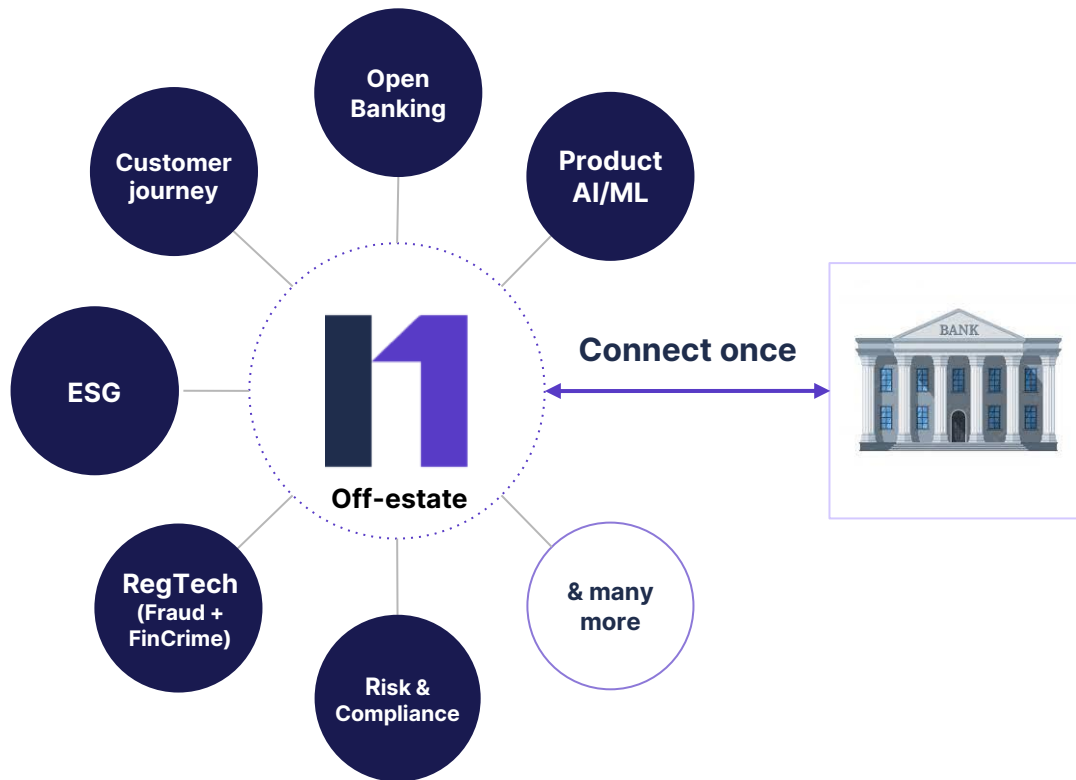 Open
Banking
Customer
journey
Product
AI/ML
ESG
Off-estate
Connect once
BANK
RegTech
(Fraud +
FinCrime)
Risk &
Compliance
& many
more